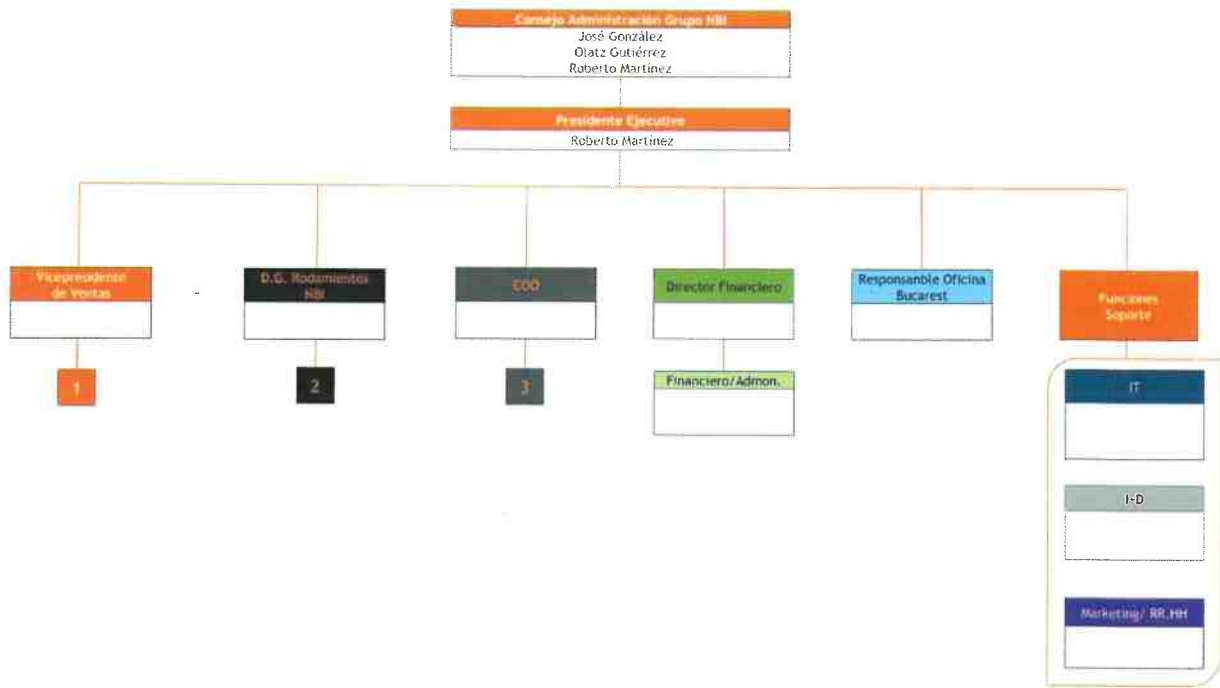 Consejo Administración Grupo NBI
José González
Olatz Gutiérrez
Roberto Martínez
Presidente Ejecutivo
Roberto Martínez
Vicepresidente
de Ventas
D.G. Rodamientos
NBI
COO
Director Financiero
Responsanble Oficina
Bucarest
Funciones
Soporte
1
2
3
Financiero/Admon.
IT
I+D
Marketing/ RR.HH